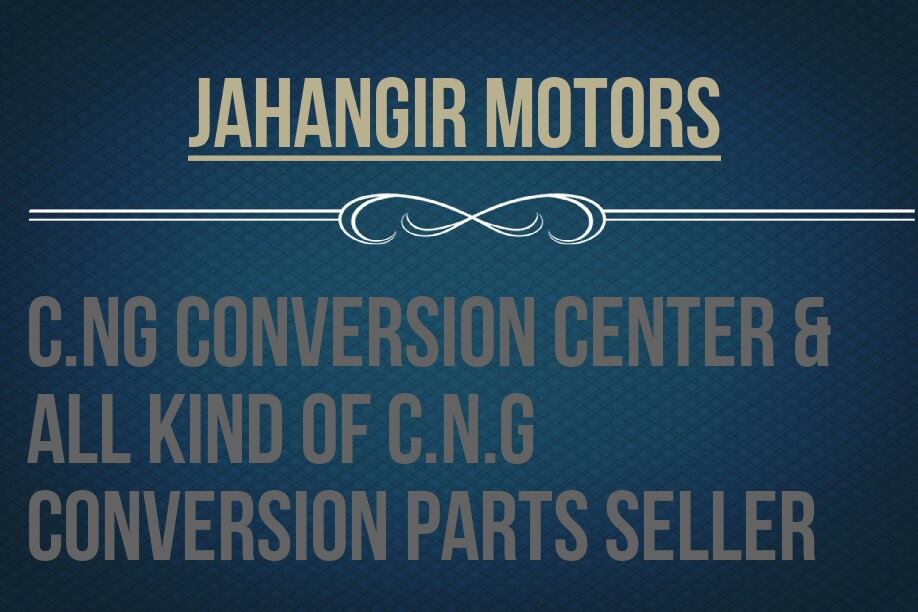 JAHANGIR MOTORS
C.NG CONVERSION CENTER &
ALL KIND OF C.N.G
CONVERSION PARTS SELLER